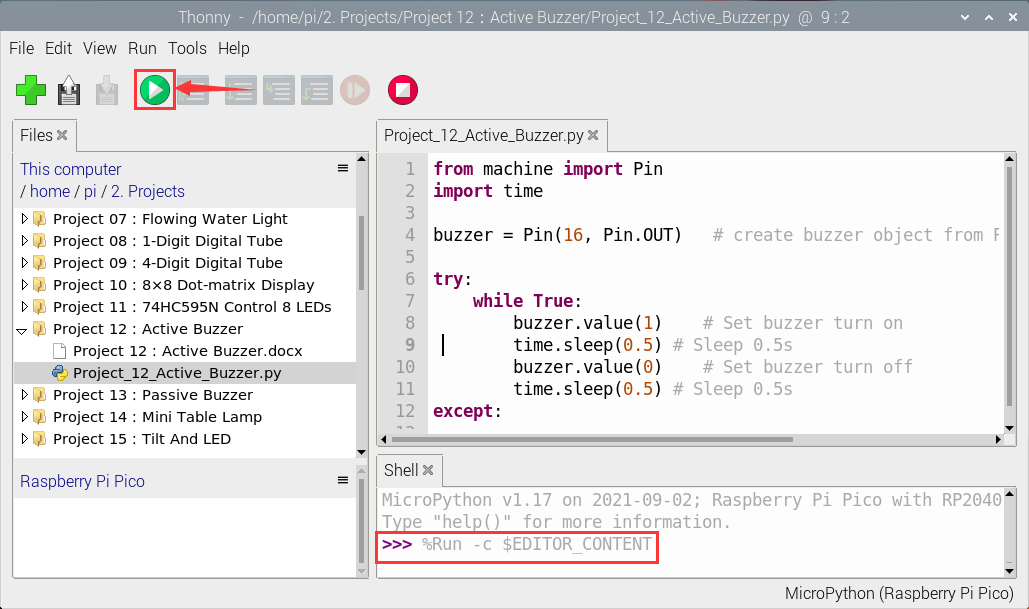 Thonny - /home/pi/2. Projects/Project 12 : Active Buzzer/Project_12_Active_Buzzer.py @ 9 : 2
File Edit View Run Tools Help
Files
This computer
/ home / pi / 2. Projects
Project 07 : Flowing Water Light
Project 08 : 1-Digit Digital Tube
Project 09 : 4-Digit Digital Tube
Project 10 : 8×8 Dot-matrix Display
Project 11 : 74HC595N Control 8 LEDs
Project 12 : Active Buzzer
Project 12 : Active Buzzer.docx
Project_12_Active_Buzzer.py
Project 13 : Passive Buzzer
Project 14 : Mini Table Lamp
Project 15 : Tilt And LED
Raspberry Pi Pico
Project_12_Active_Buzzer.py
1 from machine import Pin
2 import time
3
4 buzzer = Pin(16, Pin.OUT)   # create buzzer object from
5
6 try:
7     while True:
8         buzzer.value(1)    # Set buzzer turn on
9         time.sleep(0.5) # Sleep 0.5s
10         buzzer.value(0)    # Set buzzer turn off
11         time.sleep(0.5) # Sleep 0.5s
12 except:
Shell
MicroPython v1.17 on 2021-09-02; Raspberry Pi Pico with RP2040
Type "help()" for more information.
>>> %Run -c $EDITOR_CONTENT
MicroPython (Raspberry Pi Pico)